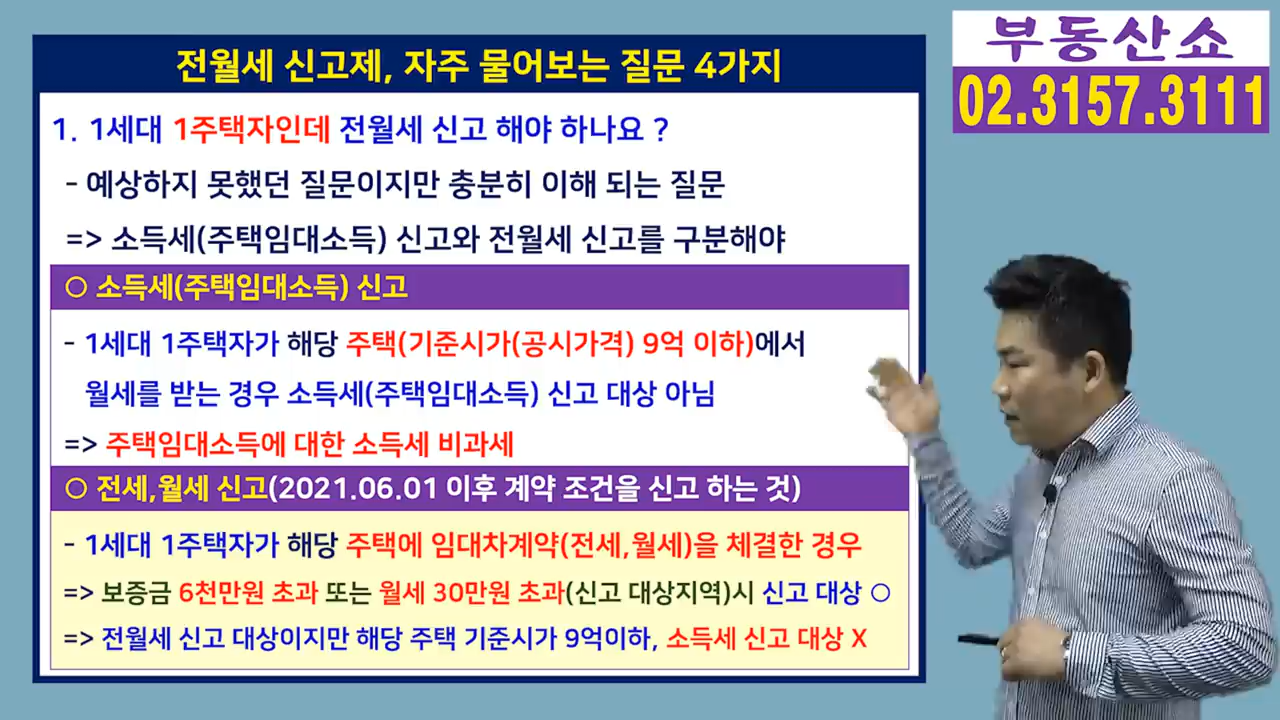 부동산쇼
02.3157.3111
전월세 신고제, 자주 물어보는 질문 4가지
1. 1세대 1주택자인데 전월세 신고 해야 하나요 ?
- 예상하지 못했던 질문이지만 충분히 이해 되는 질문
=> 소득세(주택임대소득) 신고와 전월세 신고를 구분해야
○ 소득세(주택임대소득) 신고
- 1세대 1주택자가 해당 주택(기준시가(공시가격) 9억 이하)에서
월세를 받는 경우 소득세(주택임대소득) 신고 대상 아님
=> 주택임대소득에 대한 소득세 비과세
○ 전세,월세 신고(2021.06.01 이후 계약 조건을 신고 하는 것)
- 1세대 1주택자가 해당 주택에 임대차계약(전세,월세)을 체결한 경우
=> 보증금 6천만원 초과 또는 월세 30만원 초과(신고 대상지역)시 신고 대상 ○
=> 전월세 신고 대상이지만 해당 주택 기준시가 9억이하, 소득세 신고 대상 X